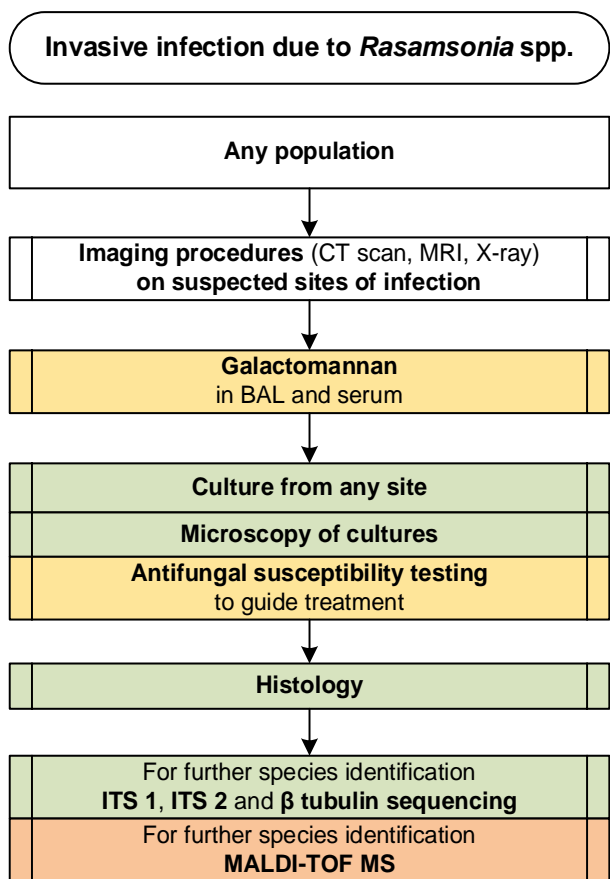 Invasive infection due to Rasamsonia spp.
Any population
Imaging procedures (CT scan, MRI, X-ray)
on suspected sites of infection
Galactomannan
in BAL and serum
Culture from any site
Microscopy of cultures
Antifungal susceptibility testing
to guide treatment
Histology
For further species identification
ITS 1, ITS 2 and β tubulin sequencing
For further species identification
MALDI-TOF MS